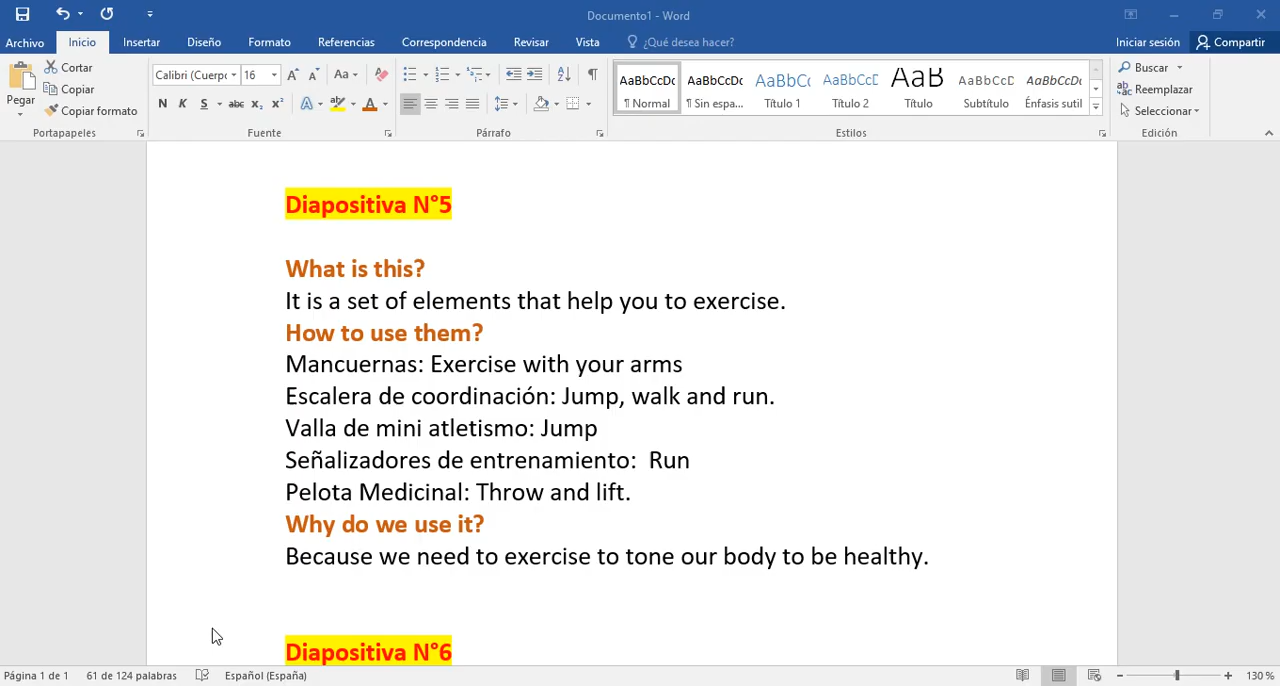 Documento1 - Word
Archivo Inicio Insertar Diseño Formato Referencias Correspondencia Revisar Vista ¿Qué desea hacer? Iniciar sesión Compartir
Pegar
Cortar
Copiar
Copiar formato
Portapapeles
Calibri (Cuerpo 16
Fuente
Párrafo
AaBbCcDc AaBbCcDc AaBbC( AaBbCcD AaB AaBbCcD AaBbCcDc
¶ Normal ¶ Sin espa... Título 1 Título 2 Título Subtítulo Énfasis sutil
Estilos
Buscar
Reemplazar
Seleccionar
Edición
Diapositiva N°5
What is this?
It is a set of elements that help you to exercise.
How to use them?
Mancuernas: Exercise with your arms
Escalera de coordinación: Jump, walk and run.
Valla de mini atletismo: Jump
Señalizadores de entrenamiento:  Run
Pelota Medicinal: Throw and lift.
Why do we use it?
Because we need to exercise to tone our body to be healthy.
Diapositiva N°6
Página 1 de 1 61 de 124 palabras Español (España) 130 %